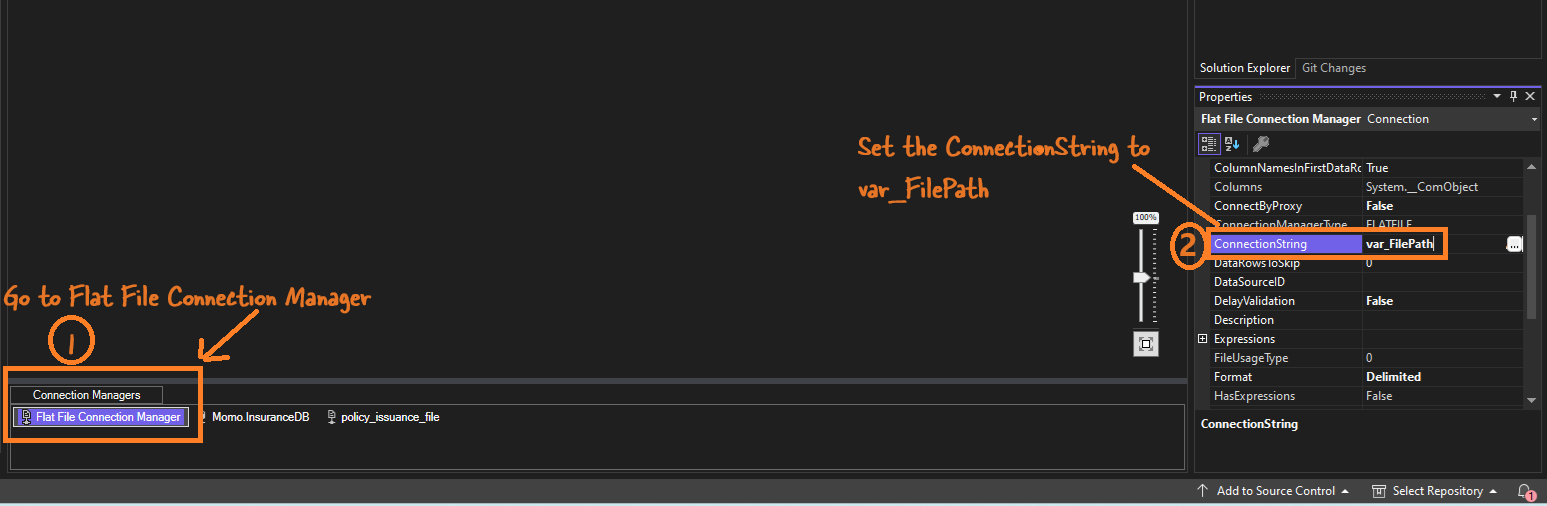 Solution Explorer Git Changes
Properties
Flat File Connection Manager Connection
ColumnNamesInFirstDataRo True
Columns System.__ComObject
ConnectByProxy False
ConnectionManagerType FLATFILE
ConnectionString var_FilePath ...
DataRowsToSkip 0
DataSourceID
DelayValidation False
Description
Expressions
FileUsageType 0
Format Delimited
HasExpressions False
ConnectionString
Set the ConnectionString to
var_FilePath
2
100%
Go to Flat File Connection Manager
1
Connection Managers
Flat File Connection Manager Momo.InsuranceDB policy_issuance_file
Add to Source Control Select Repository 1